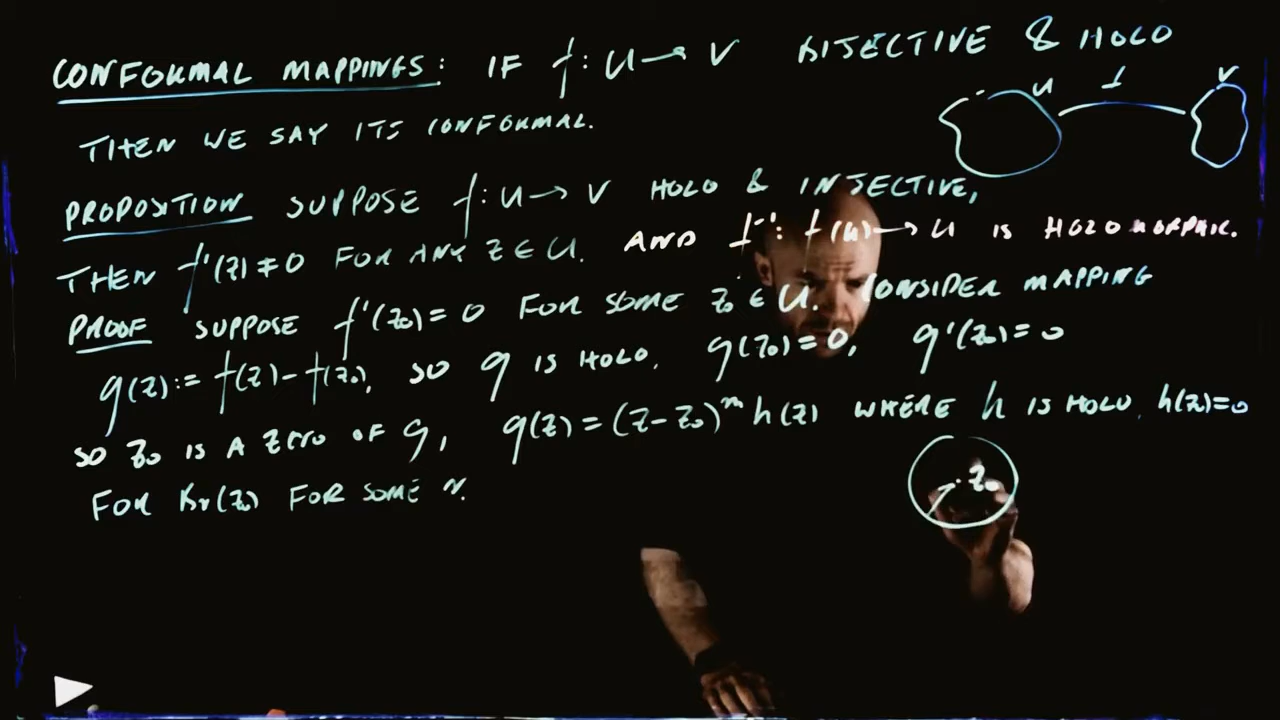 CONFORMAL MAPPINGS: IF f: U → V BIJECTIVE & HOLO
THEN WE SAY ITS CONFORMAL.
U f V
PROPOSITION SUPPOSE f: U → V HOLO & INJECTIVE,
THEN f'(z) ≠ 0 FOR ANY z ∈ U. AND f⁻¹: f(U) → U IS HOLOMORPHIC.
PROOF SUPPOSE f'(z₀) = 0 FOR SOME z₀ ∈ U. CONSIDER MAPPING
g(z) := f(z) - f(z₀), SO g IS HOLO, g(z₀) = 0, g'(z₀) = 0
SO z₀ IS A ZERO OF g, g(z) = (z - z₀)ᵐ h(z) WHERE h IS HOLO, h(z₀) = 0
FOR Br(z₀) FOR SOME r.
r z₀